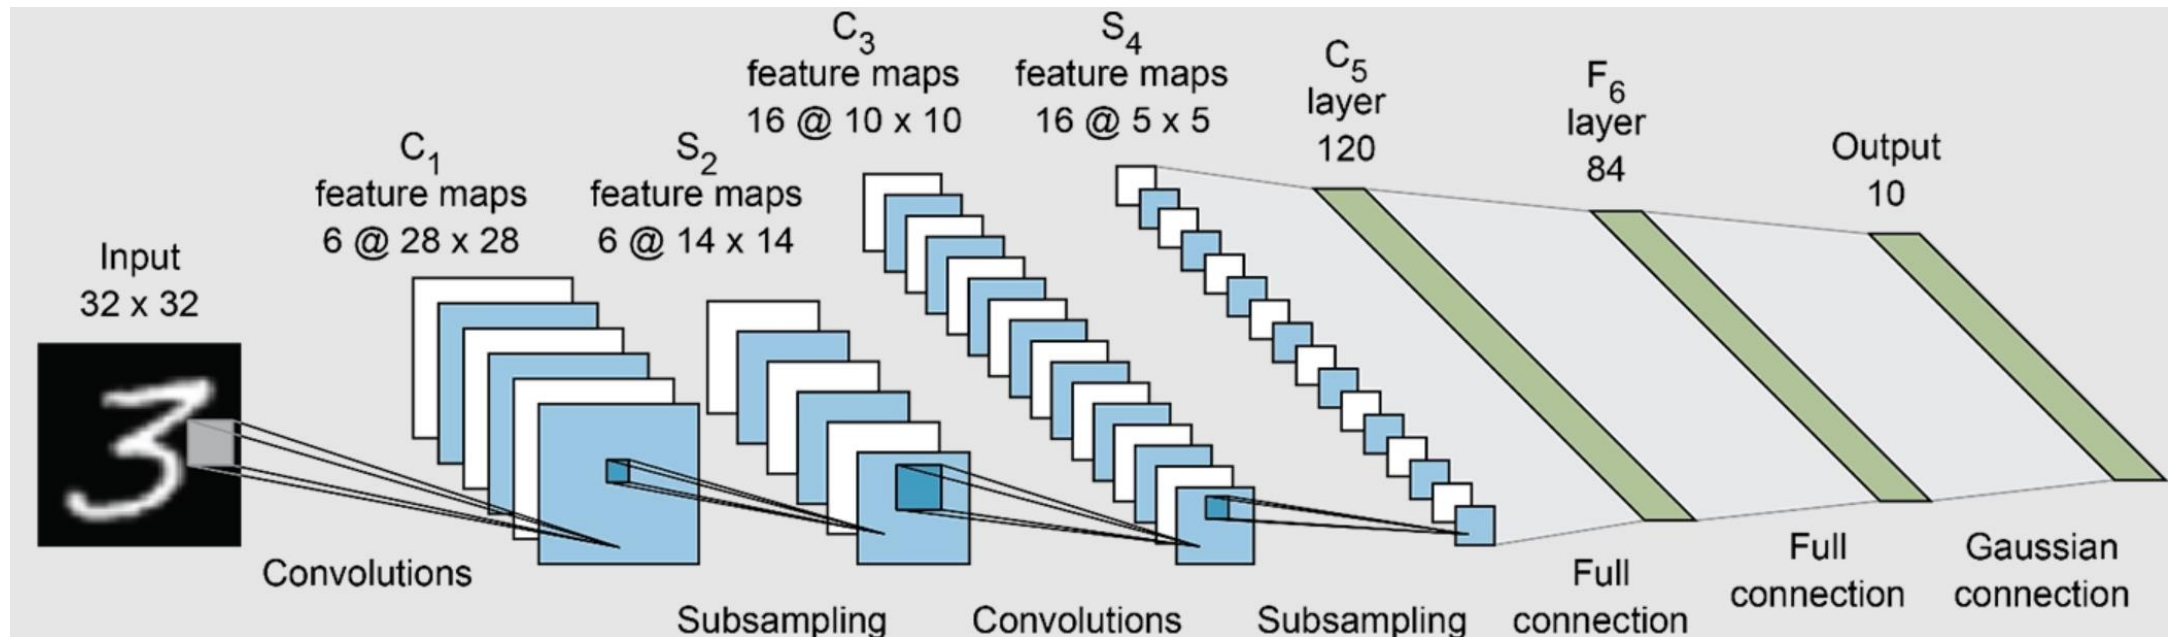 Input
32 x 32
C1
feature maps
6 @ 28 x 28
S2
feature maps
6 @ 14 x 14
C3
feature maps
16 @ 10 x 10
S4
feature maps
16 @ 5 x 5
C5
layer
120
F6
layer
84
Output
10
3
Convolutions
Subsampling
Convolutions
Subsampling
Full
connection
Full
connection
Gaussian
connection